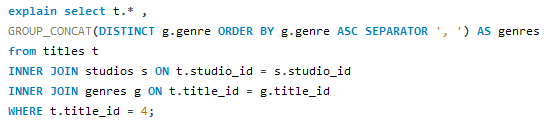 explain select t.* ,
GROUP_CONCAT(DISTINCT g.genre ORDER BY g.genre ASC SEPARATOR ', ') AS genres
from titles t
INNER JOIN studios s ON t.studio_id = s.studio_id
INNER JOIN genres g ON t.title_id = g.title_id
WHERE t.title_id = 4;